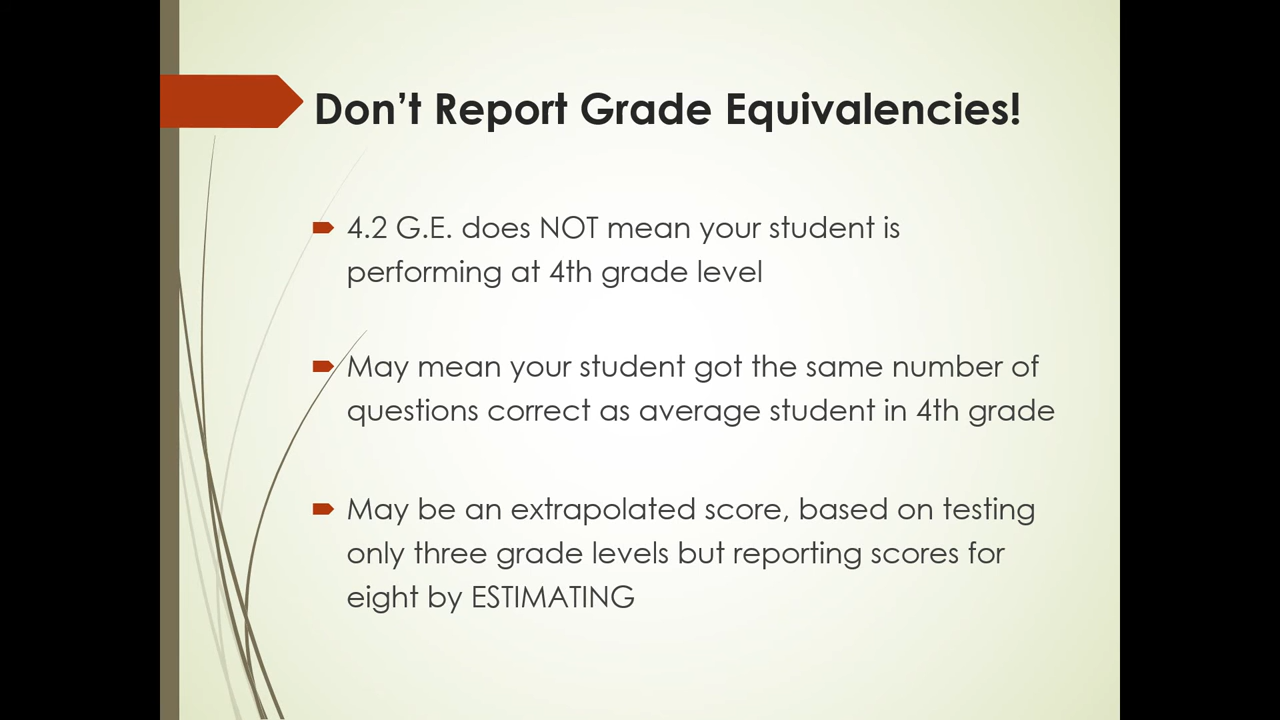 Don’t Report Grade Equivalencies!
4.2 G.E. does NOT mean your student is
performing at 4th grade level
May mean your student got the same number of
questions correct as average student in 4th grade
May be an extrapolated score, based on testing
only three grade levels but reporting scores for
eight by ESTIMATING